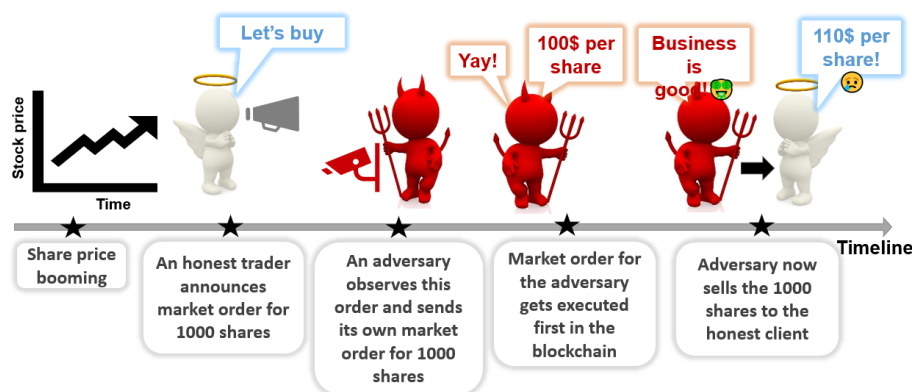 Let's buy
Yay!
100$ per
share
Business
is
good!
110$ per
share!
Stock price
Time
Timeline
Share price
booming
An honest trader
announces
market order for
1000 shares
An adversary
observes this
order and sends
its own market
order for 1000
shares
Market order for
the adversary
gets executed
first in the
blockchain
Adversary now
sells the 1000
shares to the
honest client